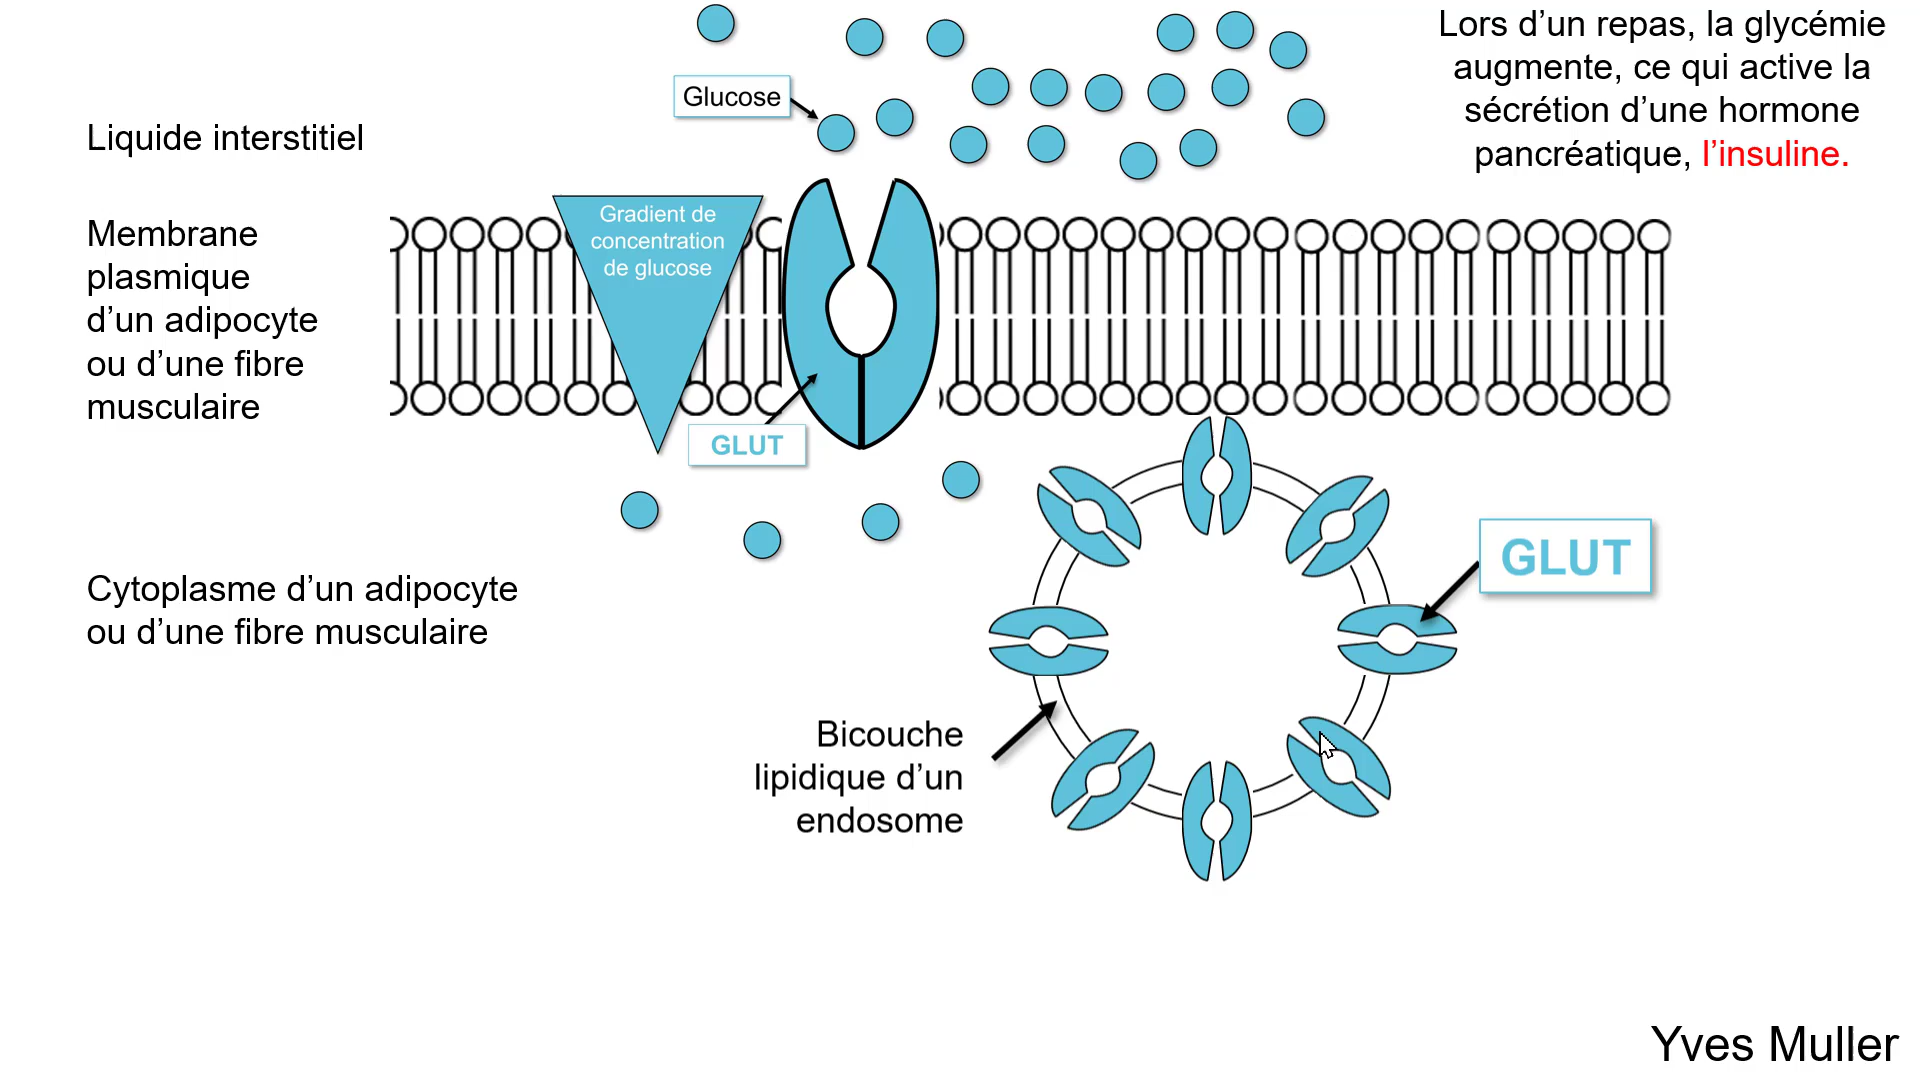 Lors d’un repas, la glycémie
augmente, ce qui active la
sécrétion d’une hormone
pancréatique, l’insuline.
Glucose
Liquide interstitiel
Gradient de
concentration
de glucose
Membrane
plasmique
d’un adipocyte
ou d’une fibre
musculaire
GLUT
GLUT
Cytoplasme d’un adipocyte
ou d’une fibre musculaire
Bicouche
lipidique d’un
endosome
Yves Muller